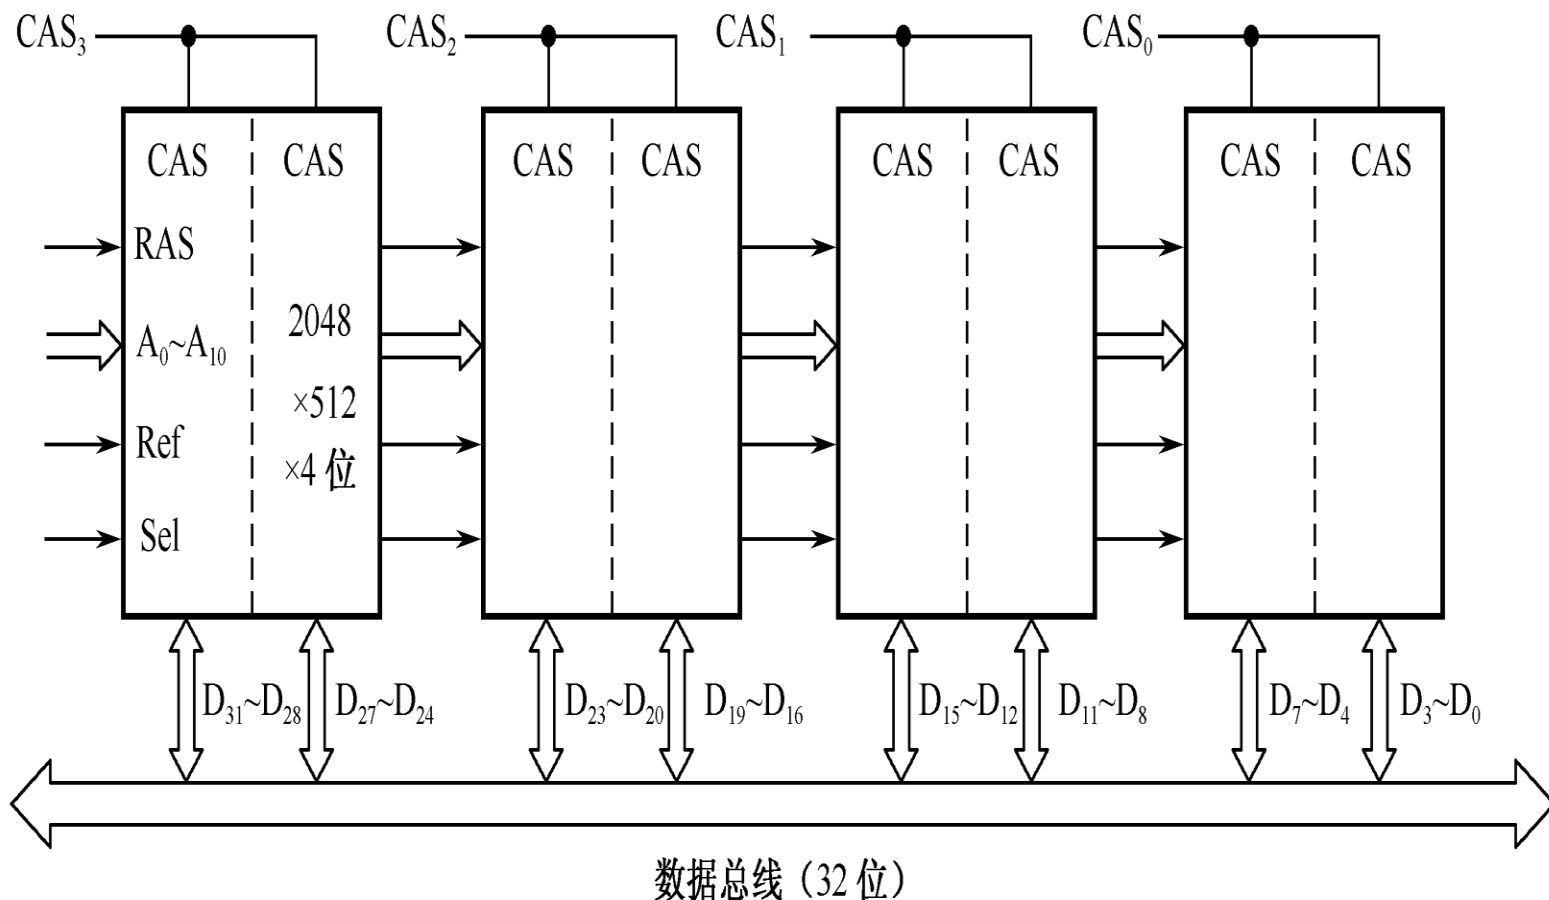 CAS₃ CAS₂ CAS₁ CAS₀
CAS CAS CAS CAS CAS CAS CAS CAS
RAS
2048
A₀~A₁₀
×512
Ref
×4 位
Sel
D₃₁~D₂₈ D₂₇~D₂₄ D₂₃~D₂₀ D₁₉~D₁₆ D₁₅~D₁₂ D₁₁~D₈ D₇~D₄ D₃~D₀
数据总线（32 位）